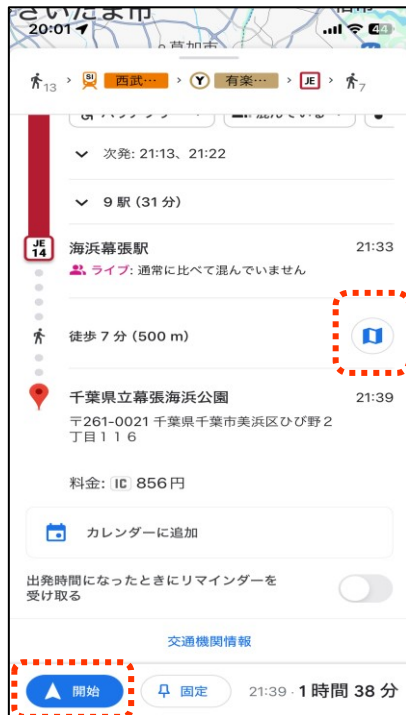 さいたま市
20:01
44
草加市
13
SI
西武…
Y
有楽…
JE
7
次発: 21:13、21:22
9 駅 (31 分)
JE
14
海浜幕張駅
21:33
ライブ: 通常に比べて混んでいません
徒歩 7 分 (500 m)
千葉県立幕張海浜公園
21:39
〒261-0021 千葉県千葉市美浜区ひび野2
丁目116
料金: IC 856円
カレンダーに追加
出発時間になったときにリマインダーを
受け取る
交通機関情報
開始
固定
21:39 · 1 時間 38 分